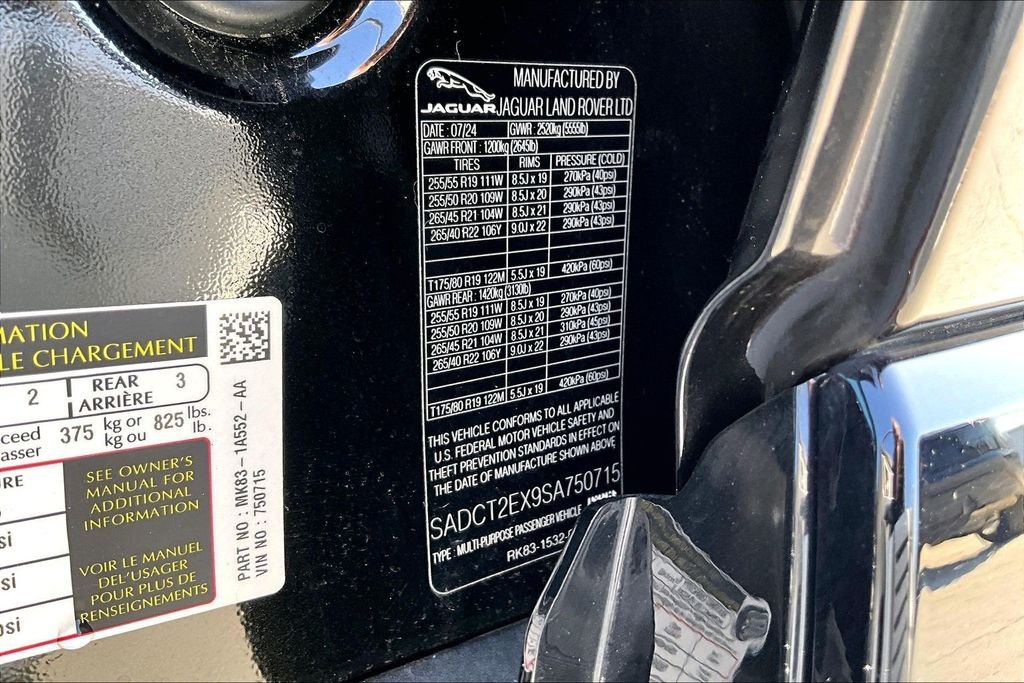 JAGUAR
MANUFACTURED BY
JAGUAR LAND ROVER LTD
DATE : 07/24 GVWR : 2520kg (5555lb)
GAWR FRONT : 1200kg (2645lb)
TIRES RIMS PRESSURE (COLD)
255/55 R19 111W 8.5J x 19 270kPa (40psi)
255/50 R20 109W 8.5J x 20 290kPa (43psi)
265/45 R21 104W 8.5J x 21 290kPa (43psi)
265/40 R22 106Y 9.0J x 22 290kPa (43psi)
T175/80 R19 122M 5.5J x 19 420kPa (60psi)
GAWR REAR : 1420kg (3130lb)
255/55 R19 111W 8.5J x 19 270kPa (40psi)
255/50 R20 109W 8.5J x 20 290kPa (43psi)
265/45 R21 104W 8.5J x 21 310kPa (45psi)
265/40 R22 106Y 9.0J x 22 290kPa (43psi)
T175/80 R19 122M 5.5J x 19 420kPa (60psi)
THIS VEHICLE CONFORMS TO ALL APPLICABLE
U.S. FEDERAL MOTOR VEHICLE SAFETY AND
THEFT PREVENTION STANDARDS IN EFFECT ON
THE DATE OF MANUFACTURE SHOWN ABOVE
SADCT2EX9SA750715
TYPE : MULTI-PURPOSE PASSENGER VEHICLE
RK83-1532-
MATION
LE CHARGEMENT
2 REAR 3
ARRIÈRE
ceed 375 kg or 825 lbs.
asser kg ou lb.
URE
SEE OWNER'S
MANUAL FOR
ADDITIONAL
INFORMATION
VOIR LE MANUEL
DEL'USAGER
POUR PLUS DE
RENSEIGNEMENTS
si
si
psi
PART NO : MK83-1A552-AA
VIN NO : 750715